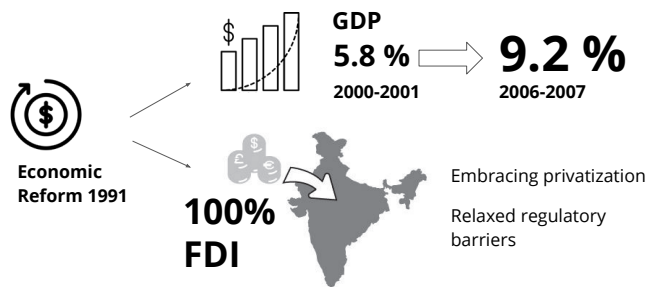 $
GDP
5.8 %
9.2 %
2000-2001
2006-2007
$
Economic
Reform 1991
$
£
€
100%
FDI
Embracing privatization
Relaxed regulatory
barriers